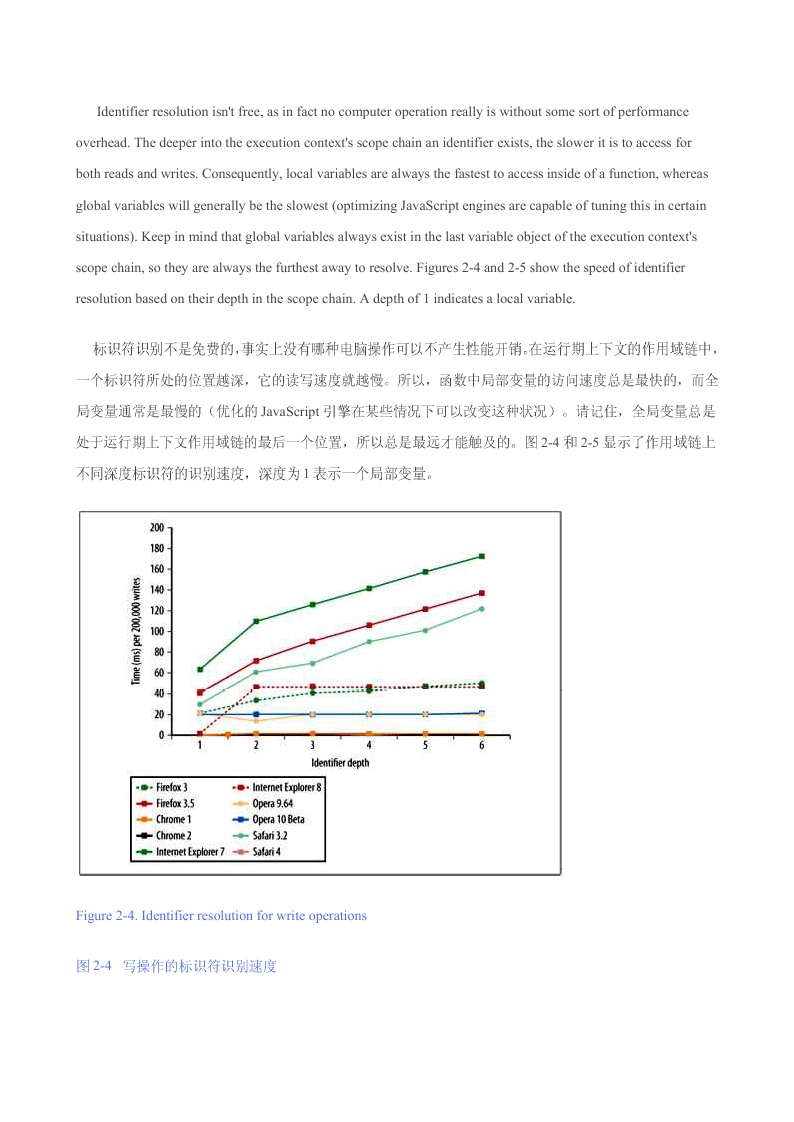 Identifier resolution isn't free, as in fact no computer operation really is without some sort of performance
overhead. The deeper into the execution context's scope chain an identifier exists, the slower it is to access for
both reads and writes. Consequently, local variables are always the fastest to access inside of a function, whereas
global variables will generally be the slowest (optimizing JavaScript engines are capable of tuning this in certain
situations). Keep in mind that global variables always exist in the last variable object of the execution context's
scope chain, so they are always the furthest away to resolve. Figures 2-4 and 2-5 show the speed of identifier
resolution based on their depth in the scope chain. A depth of 1 indicates a local variable.
标识符识别不是免费的，事实上没有哪种电脑操作可以不产生性能开销。在运行期上下文的作用域链中，
一个标识符所处的位置越深，它的读写速度就越慢。所以，函数中局部变量的访问速度总是最快的，而全
局变量通常是最慢的（优化的 JavaScript 引擎在某些情况下可以改变这种状况）。请记住，全局变量总是
处于运行期上下文作用域链的最后一个位置，所以总是最远才能触及的。图 2-4 和 2-5 显示了作用域链上
不同深度标识符的识别速度，深度为 1 表示一个局部变量。
Time (ms) per 200,000 writes
200
180
160
140
120
100
80
60
40
20
0
1 2 3 4 5 6
Identifier depth
Firefox 3 Internet Explorer 8
Firefox 3.5 Opera 9.64
Chrome 1 Opera 10 Beta
Chrome 2 Safari 3.2
Internet Explorer 7 Safari 4
Figure 2-4. Identifier resolution for write operations
图 2-4 写操作的标识符识别速度